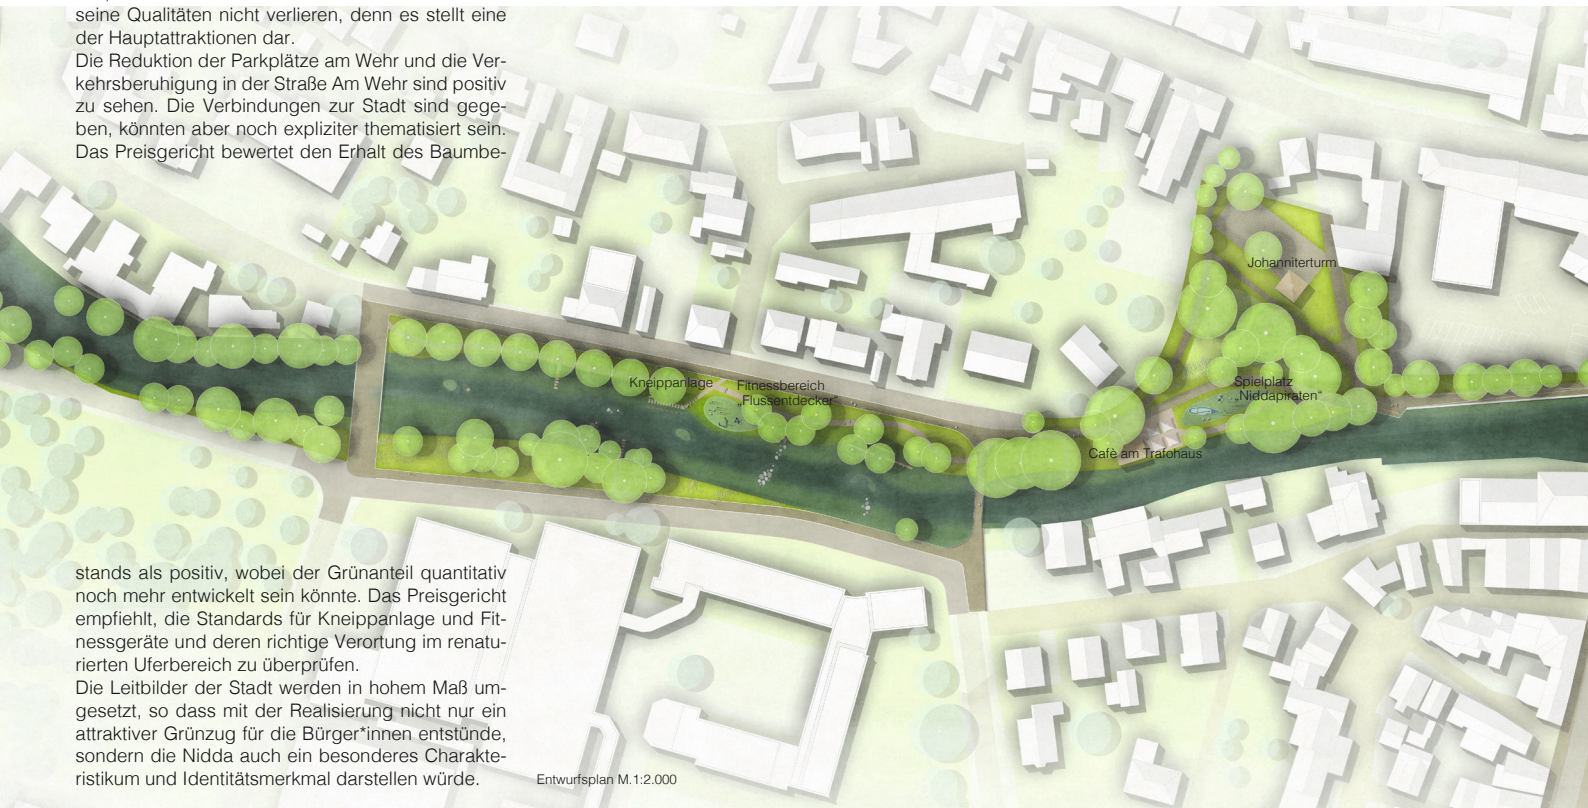 seine Qualitäten nicht verlieren, denn es stellt eine
der Hauptattraktionen dar.
Die Reduktion der Parkplätze am Wehr und die Ver-
kehrsberuhigung in der Straße Am Wehr sind positiv
zu sehen. Die Verbindungen zur Stadt sind gege-
ben, könnten aber noch expliziter thematisiert sein.
Das Preisgericht bewertet den Erhalt des Baumbe-
stands als positiv, wobei der Grünanteil quantitativ
noch mehr entwickelt sein könnte. Das Preisgericht
empfiehlt, die Standards für Kneippanlage und Fit-
nessgeräte und deren richtige Verortung im renatu-
rierten Uferbereich zu überprüfen.
Die Leitbilder der Stadt werden in hohem Maß um-
gesetzt, so dass mit der Realisierung nicht nur ein
attraktiver Grünzug für die Bürger*innen entstünde,
sondern die Nidda auch ein besonderes Charakte-
ristikum und Identitätsmerkmal darstellen würde.
Kneippanlage
Fitnessbereich
„Flussentdecker"
Johanniterturm
Spielplatz
„Niddapiraten"
Cafè am Trafohaus
Entwurfsplan M.1:2.000